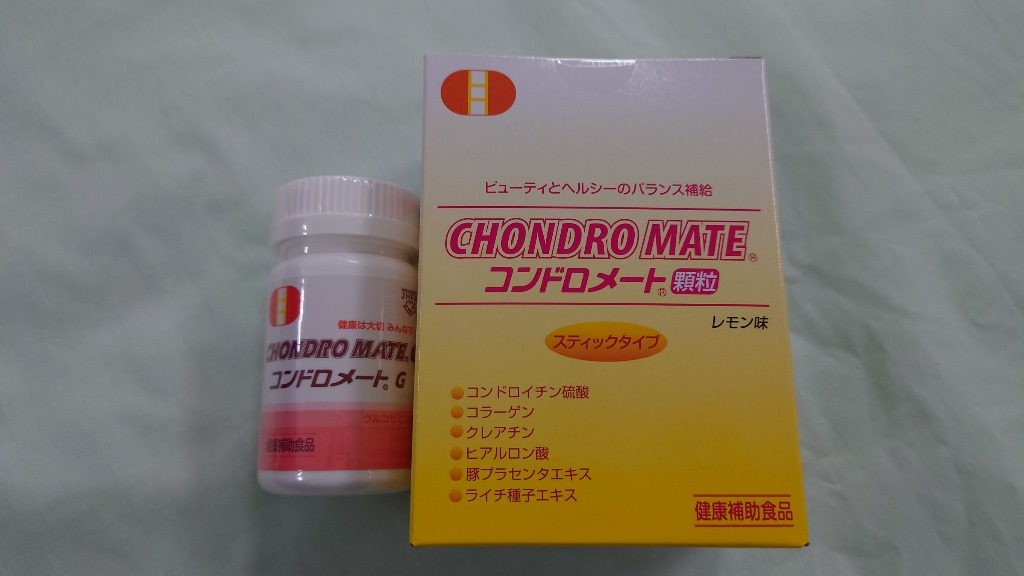 ビューティとヘルシーのバランス補給
CHONDRO MATE®
コンドロメート® 顆粒
レモン味
スティックタイプ
コンドロイチン硫酸
コラーゲン
クレアチン
ヒアルロン酸
豚プラセンタエキス
ライチ種子エキス
健康補助食品
健康は大切 みんなで
CHONDRO MATE®
コンドロメート® G
健康補助食品